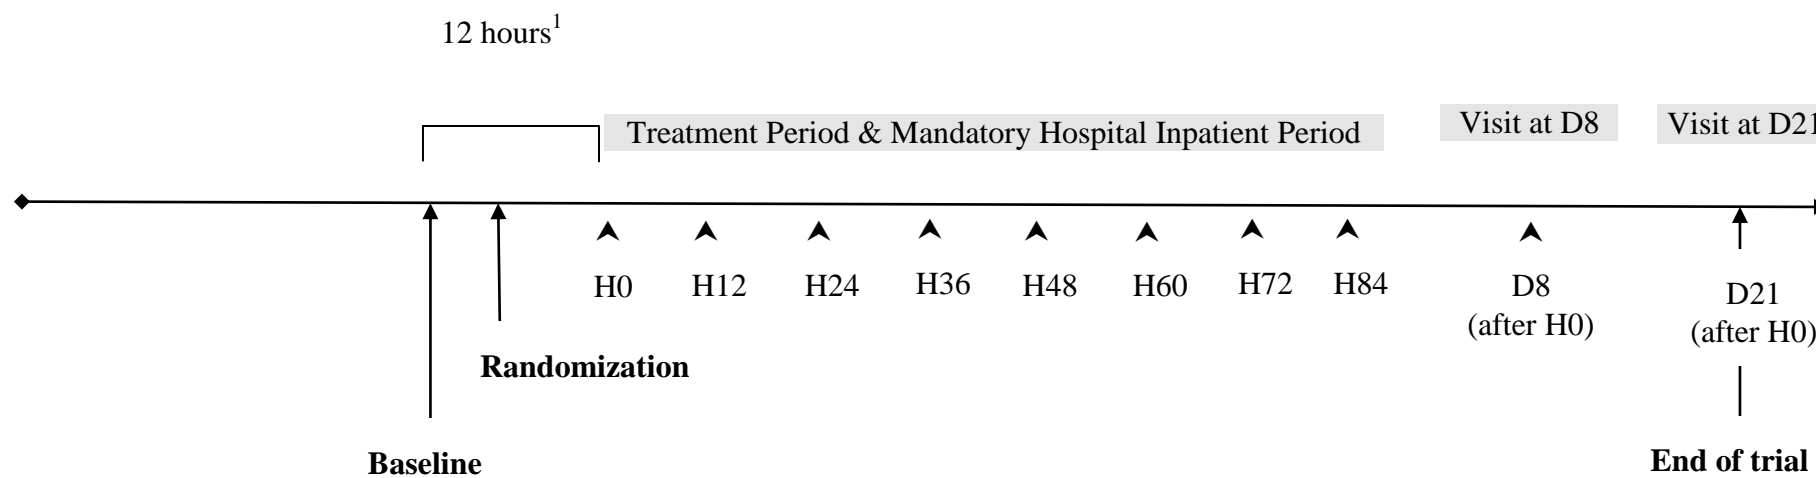 12 hours¹
Treatment Period & Mandatory Hospital Inpatient Period
Visit at D8
Visit at D21
H0
H12
H24
H36
H48
H60
H72
H84
D8
(after H0)
D21
(after H0)
Randomization
Baseline
End of trial